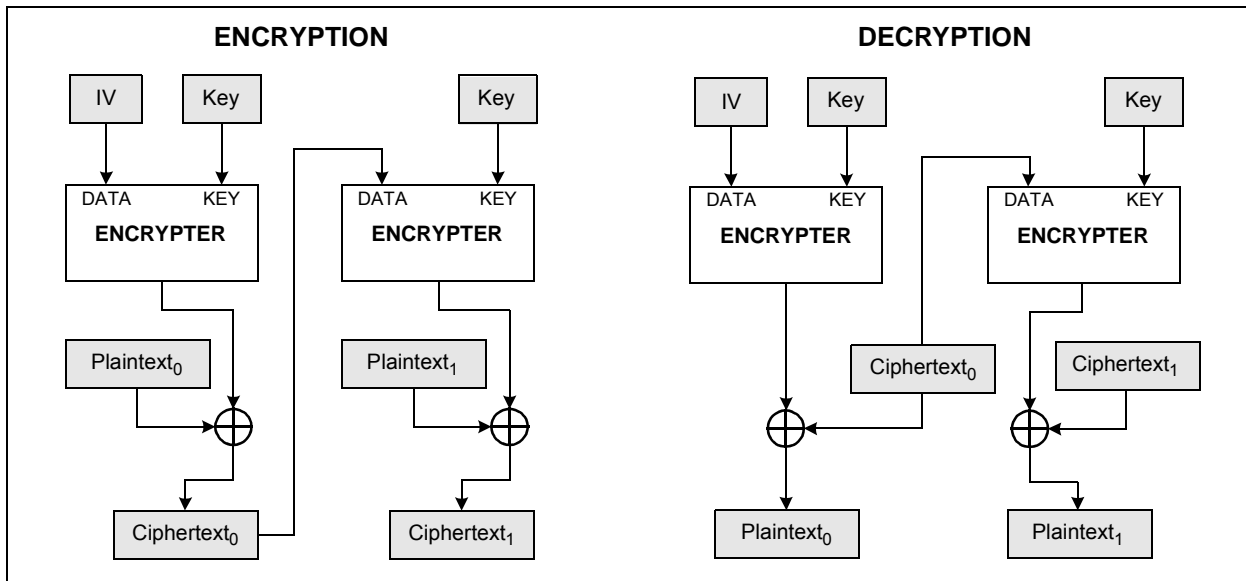 ENCRYPTION
IV
Key
Key
DATA
KEY
ENCRYPTER
DATA
KEY
ENCRYPTER
Plaintext₀
Plaintext₁
Ciphertext₀
Ciphertext₁
DECRYPTION
IV
Key
Key
DATA
KEY
ENCRYPTER
DATA
KEY
ENCRYPTER
Ciphertext₀
Ciphertext₁
Plaintext₀
Plaintext₁